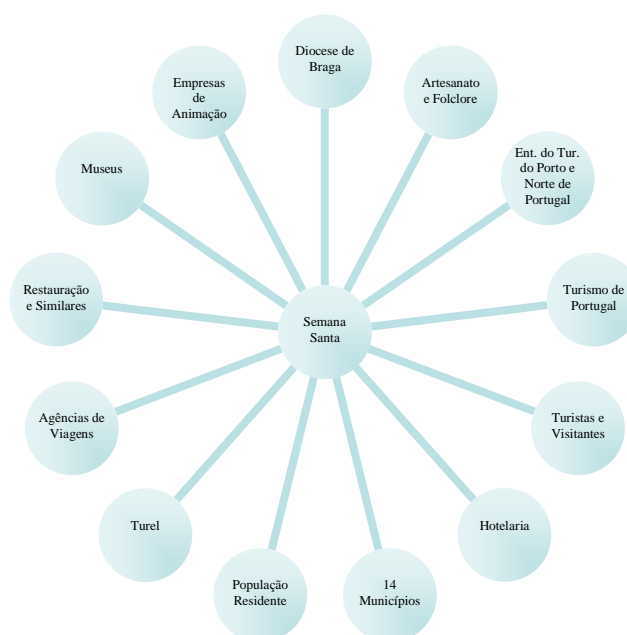 Diocese de
Braga
Artesanato
e Folclore
Ent. do Tur.
do Porto e
Norte de
Portugal
Turismo de
Portugal
Turistas e
Visitantes
Hotelaria
14
Municípios
População
Residente
Turel
Agências de
Viagens
Restauração
e Similares
Museus
Empresas
de
Animação
Semana
Santa